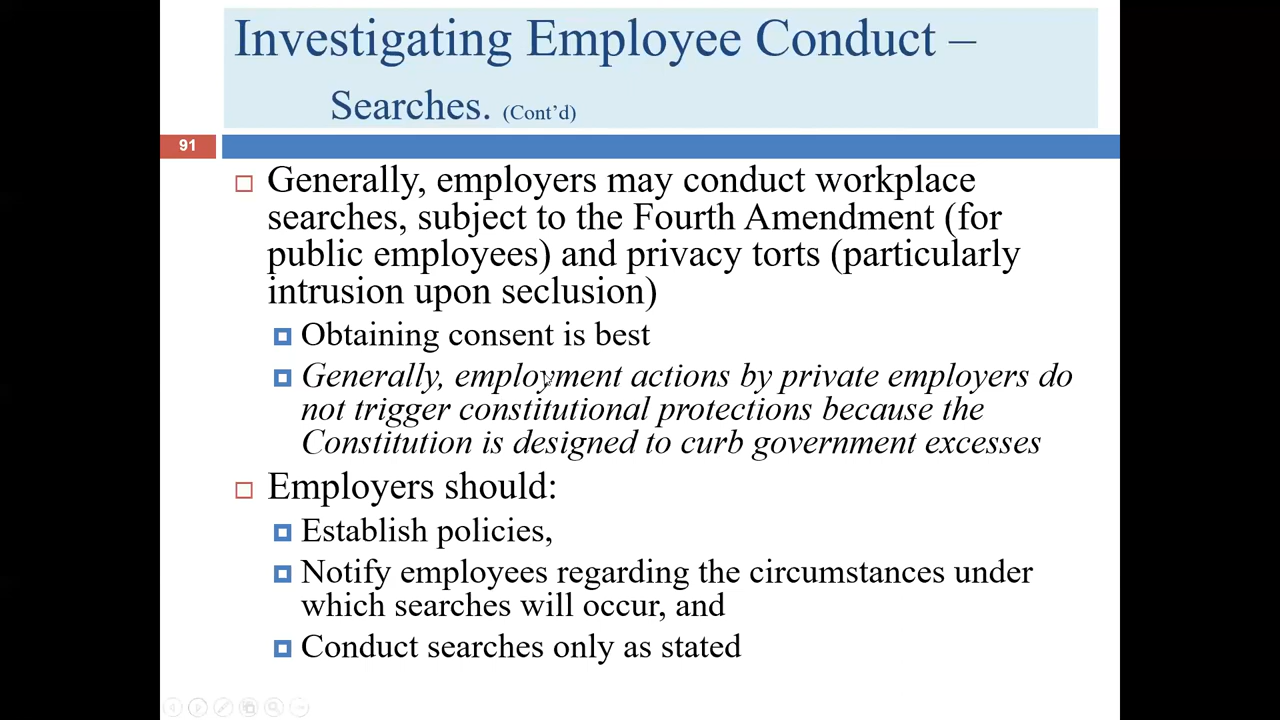 Investigating Employee Conduct –
Searches. (Cont’d)
91
Generally, employers may conduct workplace
searches, subject to the Fourth Amendment (for
public employees) and privacy torts (particularly
intrusion upon seclusion)
Obtaining consent is best
Generally, employment actions by private employers do
not trigger constitutional protections because the
Constitution is designed to curb government excesses
Employers should:
Establish policies,
Notify employees regarding the circumstances under
which searches will occur, and
Conduct searches only as stated